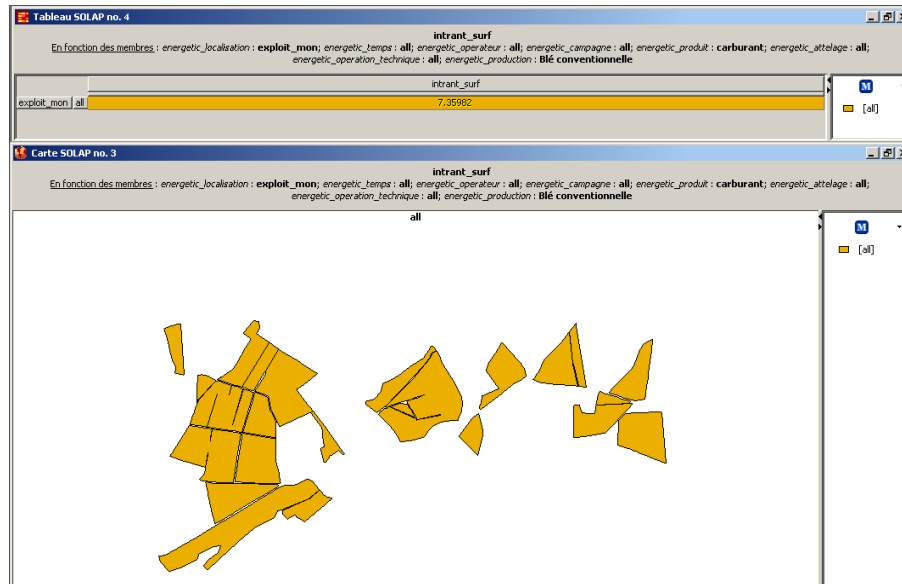 Tableau SOLAP no. 4
intrant_surf
En fonction des membres : energetic_localisation : exploit_mon; energetic_temps : all; energetic_operateur : all; energetic_campagne : all; energetic_produit : carburant; energetic_attelage : all;
energetic_operation_technique : all; energetic_production : Blé conventionnelle
intrant_surf
exploit_mon all 7.35982
M
[all]
Carte SOLAP no. 3
intrant_surf
En fonction des membres : energetic_localisation : exploit_mon; energetic_temps : all; energetic_operateur : all; energetic_campagne : all; energetic_produit : carburant; energetic_attelage : all;
energetic_operation_technique : all; energetic_production : Blé conventionnelle
all
M
[all]